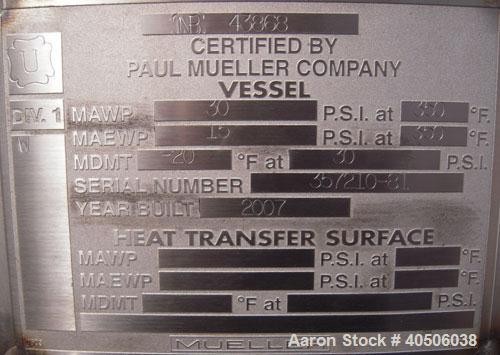 NB 43868
U
CERTIFIED BY
PAUL MUELLER COMPANY
VESSEL
DIV. 1 MAWP 30 P.S.I. at 350 °F.
W MAEWP 15 P.S.I. at 350 °F.
MDMT -20 °F at 30 P.S.I.
SERIAL NUMBER 357210-81
YEAR BUILT 2007
HEAT TRANSFER SURFACE
MAWP P.S.I. at °F.
MAEWP P.S.I. at °F.
MDMT °F at P.S.I.
MUELLER
Aaron Stock # 40506038